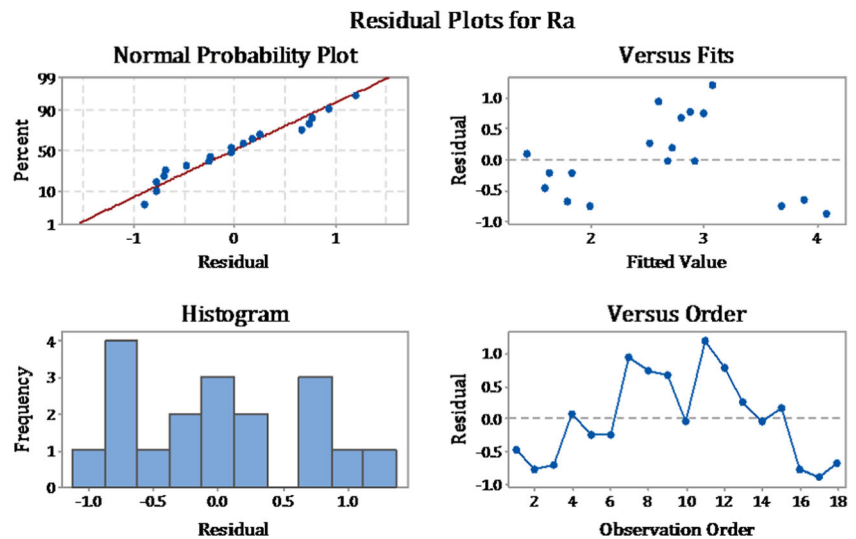 Residual Plots for Ra
Normal Probability Plot
99
90
50
10
1
Percent
-1 0 1
Residual
Versus Fits
1.0
0.5
0.0
-0.5
-1.0
Residual
2 3 4
Fitted Value
Histogram
4
3
2
1
0
Frequency
-1.0 -0.5 0.0 0.5 1.0
Residual
Versus Order
1.0
0.5
0.0
-0.5
-1.0
Residual
2 4 6 8 10 12 14 16 18
Observation Order